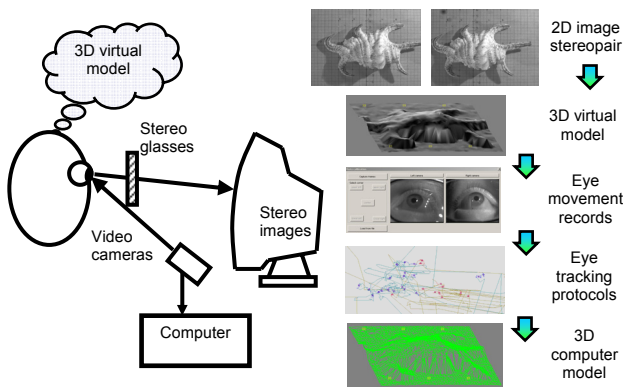 3D virtual
model
Stereo
glasses
Stereo
images
Video
cameras
Computer
2D image
stereopair
3D virtual
model
Eye
movement
records
Eye
tracking
protocols
3D
computer
model